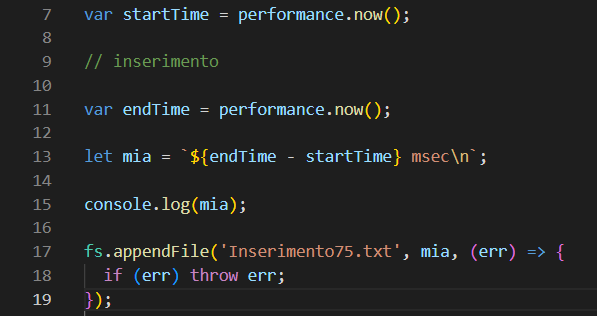 7 var startTime = performance.now();
8
9 // inserimento
10
11 var endTime = performance.now();
12
13 let mia = `${endTime - startTime} msec\n`;
14
15 console.log(mia);
16
17 fs.appendFile('Inserimento75.txt', mia, (err) => {
18   if (err) throw err;
19 });